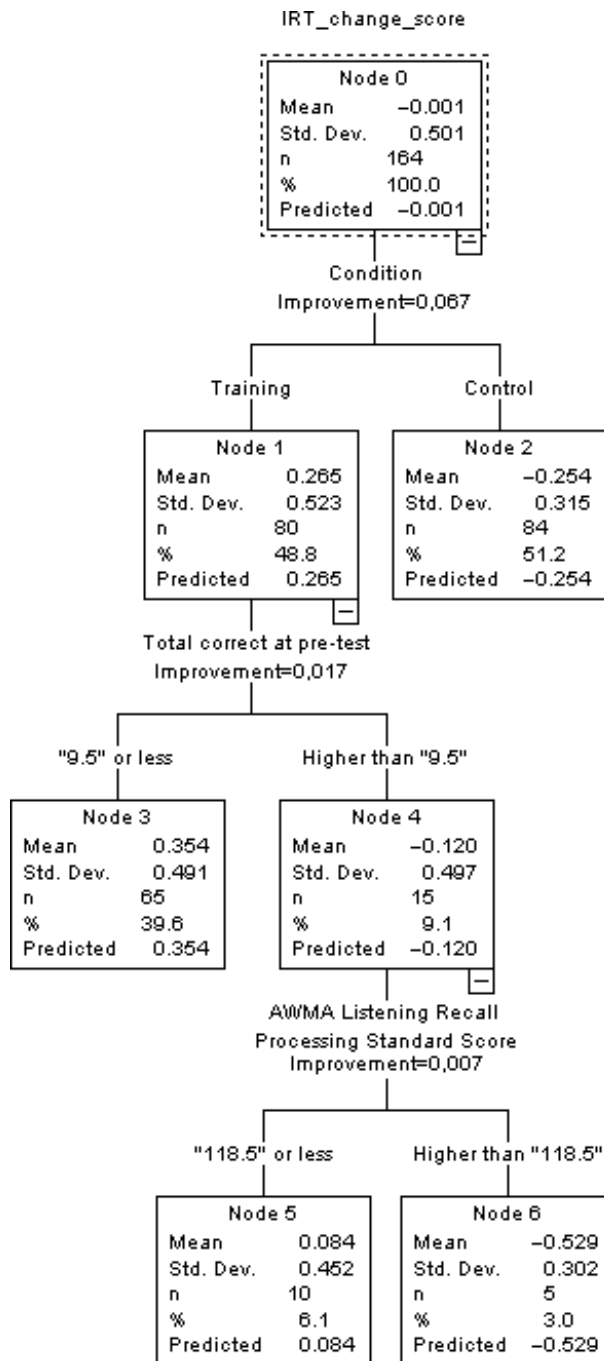 IRT_change_score
Node 0
Mean −0.001
Std. Dev. 0.501
n 164
% 100.0
Predicted −0.001
Condition
Improvement=0,067
Training Control
Node 1
Mean 0.265
Std. Dev. 0.523
n 80
% 48.8
Predicted 0.265
Node 2
Mean −0.254
Std. Dev. 0.315
n 84
% 51.2
Predicted −0.254
Total correct at pre-test
Improvement=0,017
"9.5" or less Higher than "9.5"
Node 3
Mean 0.354
Std. Dev. 0.491
n 65
% 39.6
Predicted 0.354
Node 4
Mean −0.120
Std. Dev. 0.497
n 15
% 9.1
Predicted −0.120
AWMA Listening Recall
Processing Standard Score
Improvement=0,007
"118.5" or less Higher than "118.5"
Node 5
Mean 0.084
Std. Dev. 0.452
n 10
% 6.1
Predicted 0.084
Node 6
Mean −0.529
Std. Dev. 0.302
n 5
% 3.0
Predicted −0.529